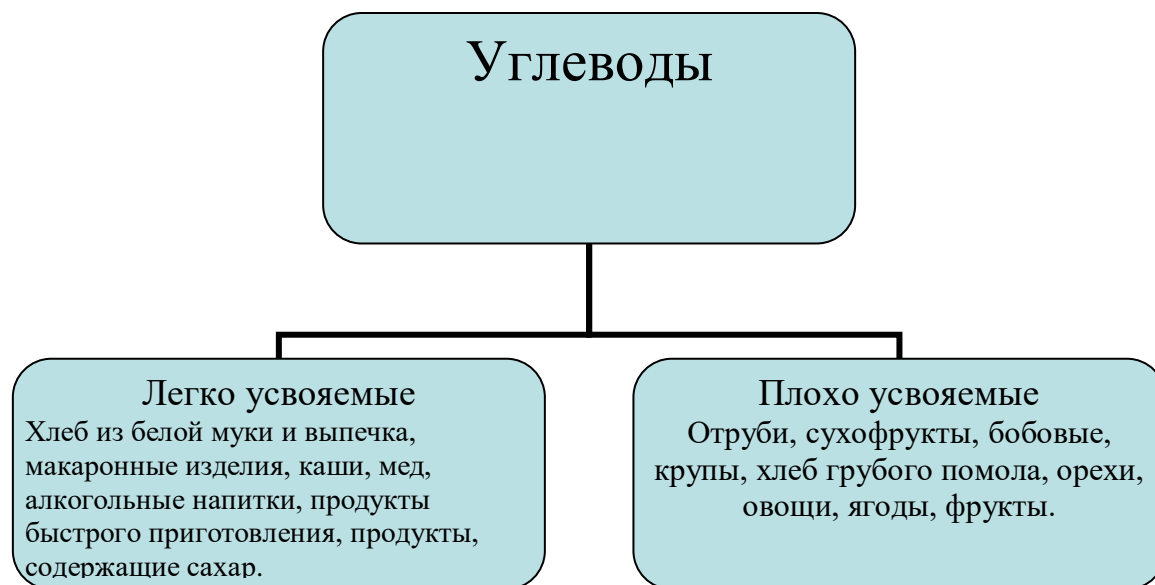 Углеводы
Легко усвояемые
Хлеб из белой муки и выпечка,
макаронные изделия, каши, мед,
алкогольные напитки, продукты
быстрого приготовления, продукты,
содержащие сахар.
Плохо усвояемые
Отруби, сухофрукты, бобовые,
крупы, хлеб грубого помола, орехи,
овощи, ягоды, фрукты.